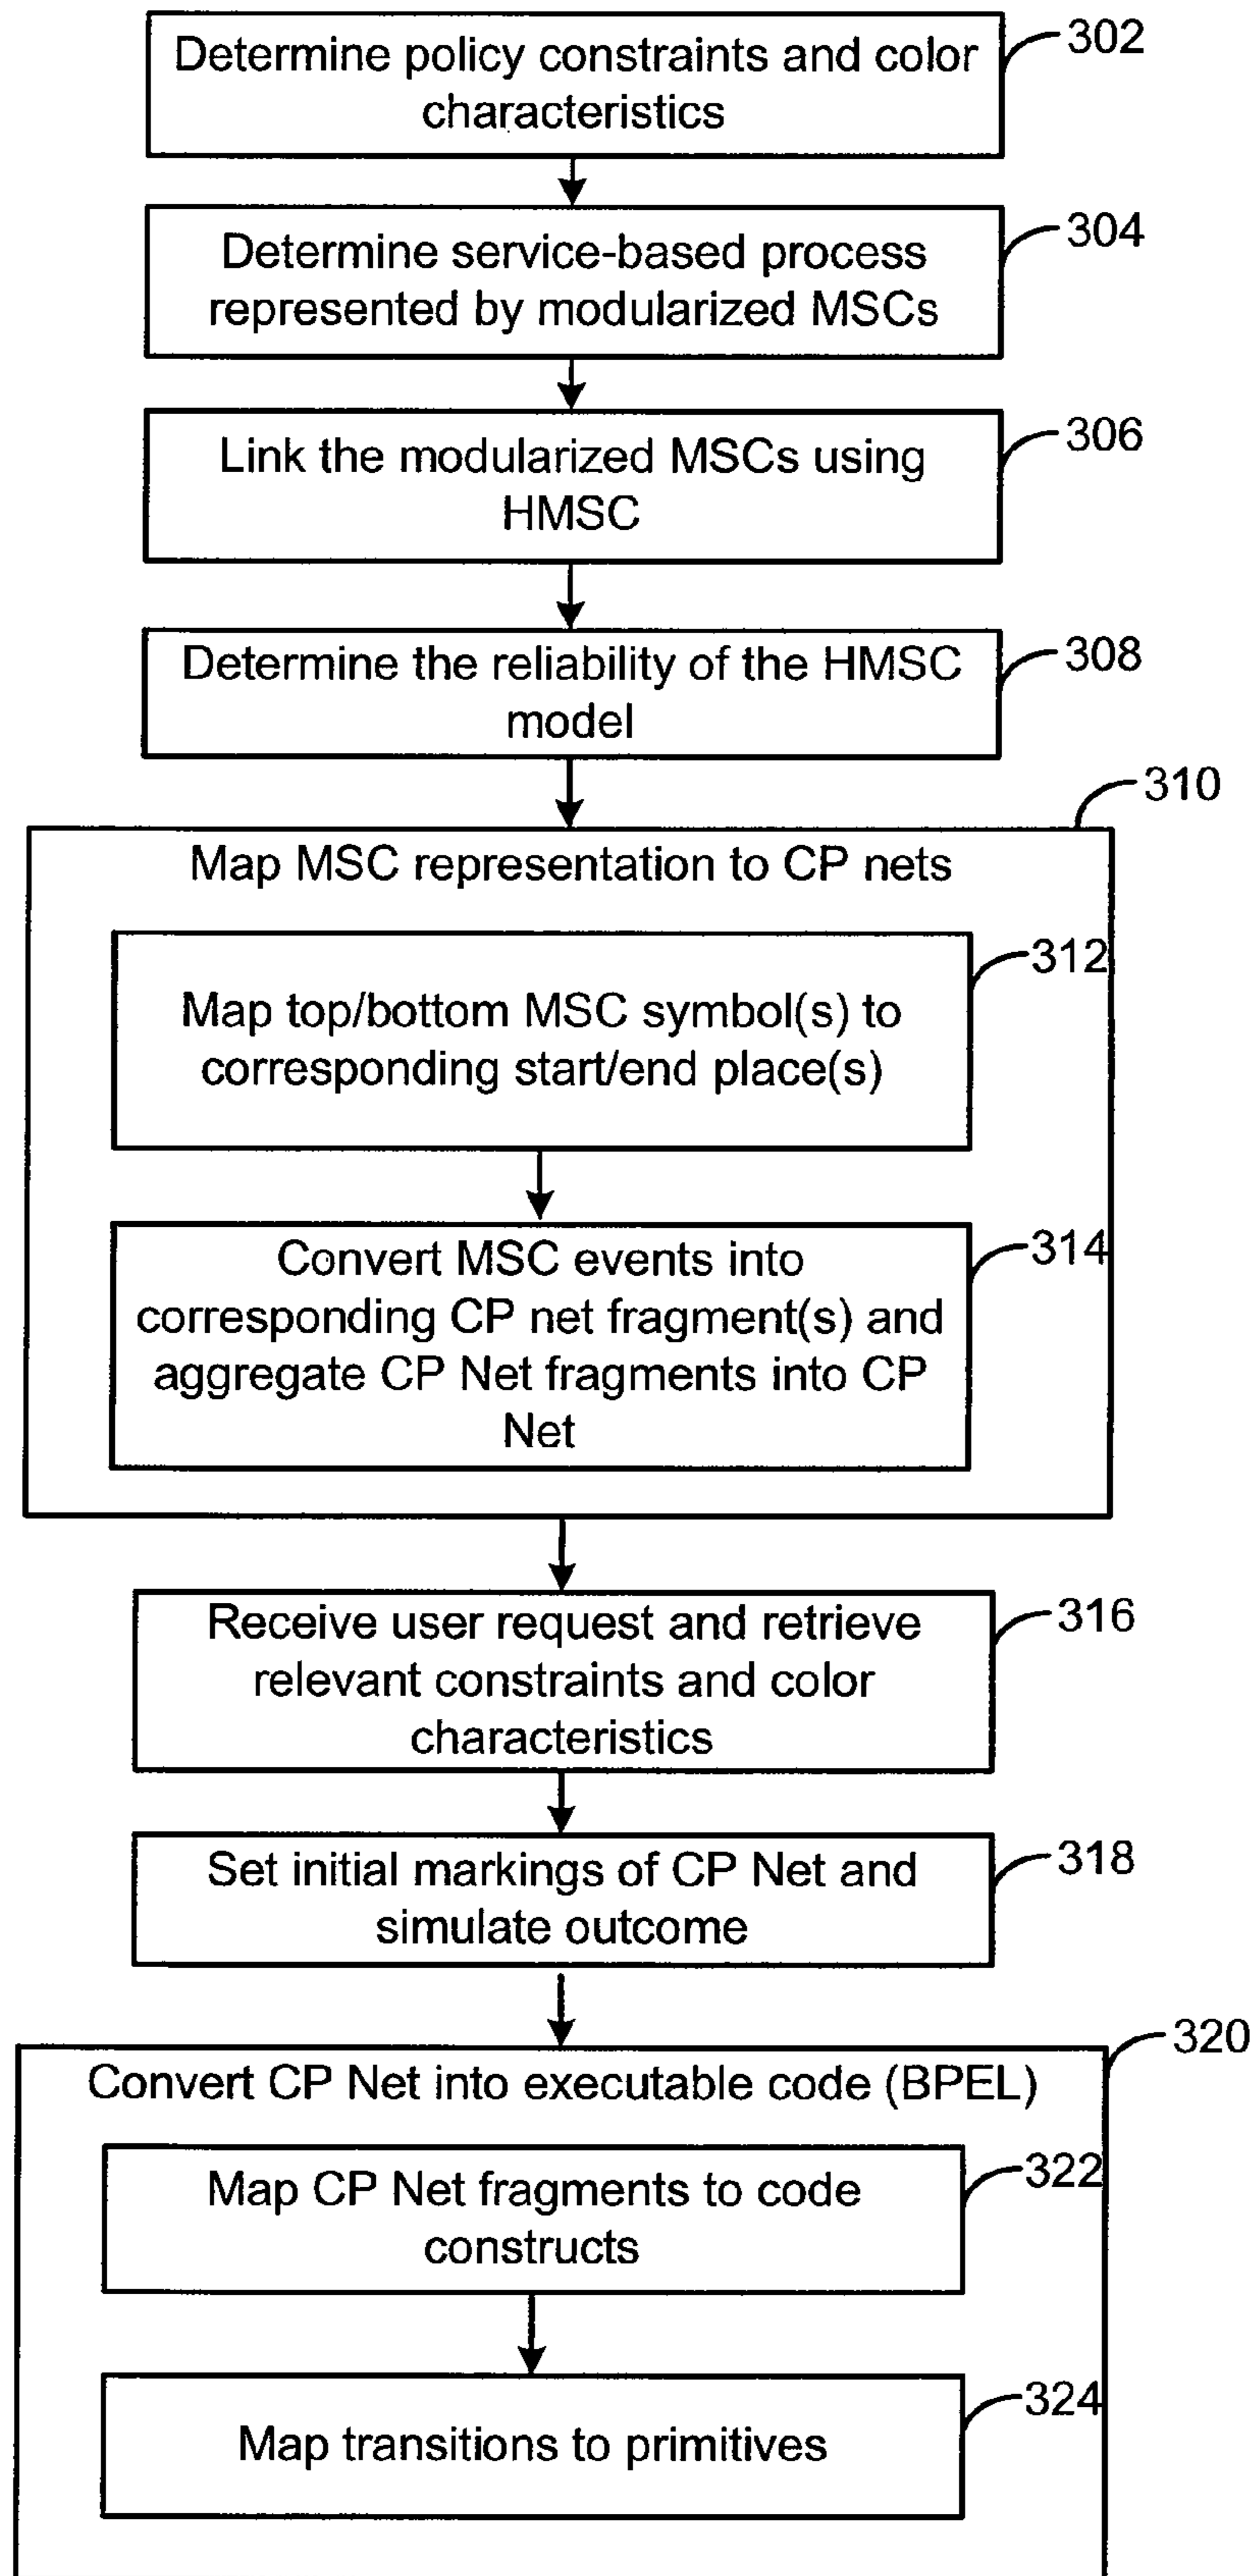 Determine policy constraints and color
characteristics
302
Determine service-based process
represented by modularized MSCs
304
Link the modularized MSCs using
HMSC
306
Determine the reliability of the HMSC
model
308
310
Map MSC representation to CP nets
312
Map top/bottom MSC symbol(s) to
corresponding start/end place(s)
314
Convert MSC events into
corresponding CP net fragment(s) and
aggregate CP Net fragments into CP
Net
Receive user request and retrieve
relevant constraints and color
characteristics
316
Set initial markings of CP Net and
simulate outcome
318
320
Convert CP Net into executable code (BPEL)
Map CP Net fragments to code
constructs
322
324
Map transitions to primitives